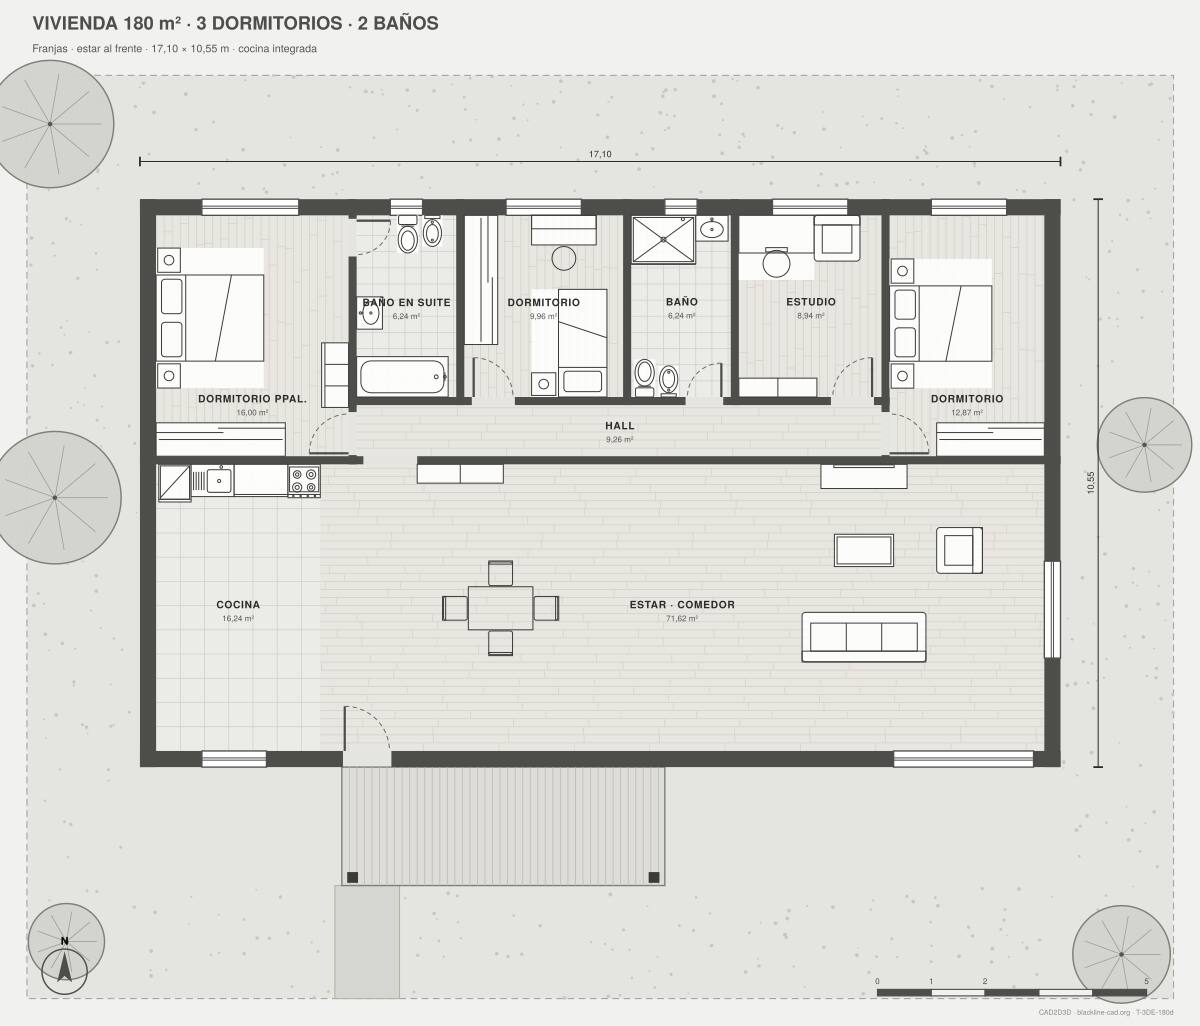 VIVIENDA 180 m² · 3 DORMITORIOS · 2 BAÑOS
Franjas · estar al frente · 17,10 × 10,55 m · cocina integrada
17,10
BAÑO EN SUITE
6,24 m²
DORMITORIO
9,96 m²
BAÑO
6,24 m²
ESTUDIO
8,94 m²
DORMITORIO PPAL.
16,00 m²
DORMITORIO
12,87 m²
HALL
9,26 m²
10,55
COCINA
16,24 m²
ESTAR · COMEDOR
71,62 m²
N
0 1 2 5
CAD2D3D · blackline-cad.org · T-3DE-180d